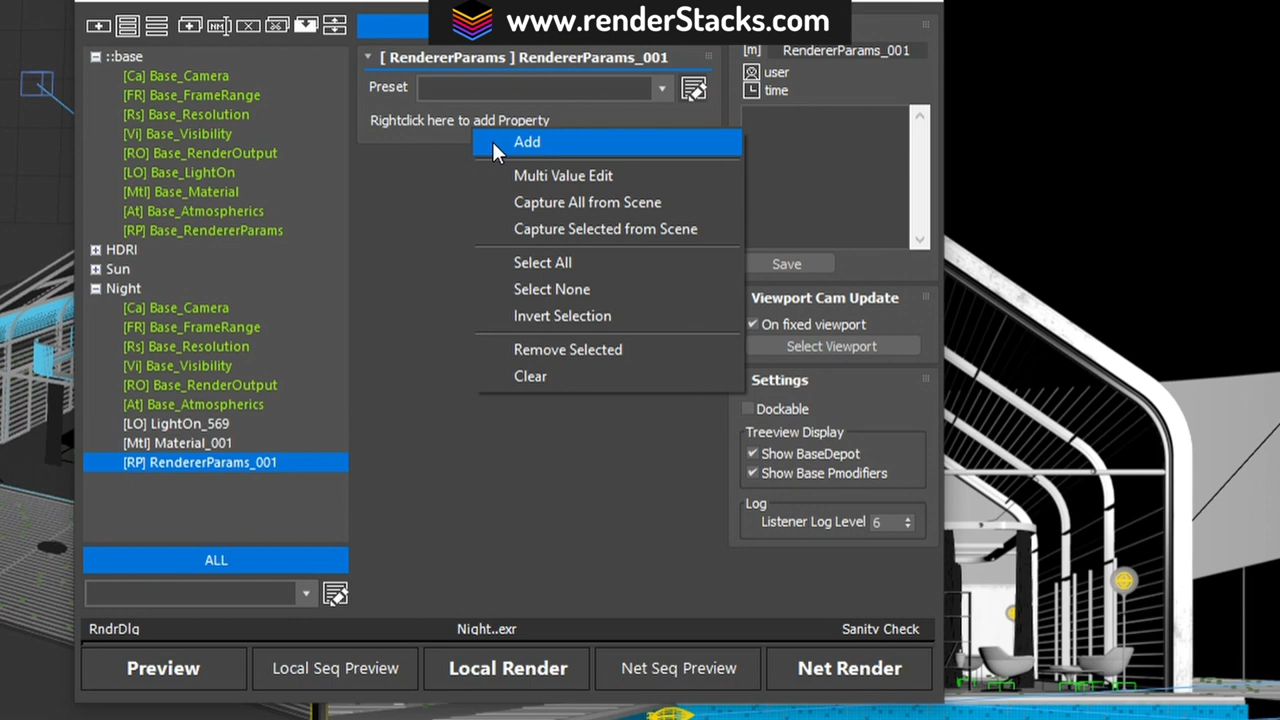 www.renderStacks.com
::base
[Ca] Base_Camera
[FR] Base_FrameRange
[Rs] Base_Resolution
[Vi] Base_Visibility
[RO] Base_RenderOutput
[LO] Base_LightOn
[Mtl] Base_Material
[At] Base_Atmospherics
[RP] Base_RendererParams
HDRI
Sun
Night
[Ca] Base_Camera
[FR] Base_FrameRange
[Rs] Base_Resolution
[Vi] Base_Visibility
[RO] Base_RenderOutput
[At] Base_Atmospherics
[LO] LightOn_569
[Mtl] Material_001
[RP] RendererParams_001
ALL
[ RendererParams ] RendererParams_001
Preset
Rightclick here to add Property
Add
Multi Value Edit
Capture All from Scene
Capture Selected from Scene
Select All
Select None
Invert Selection
Remove Selected
Clear
[m] RendererParams_001
user
time
Save
Viewport Cam Update
On fixed viewport
Select Viewport
Settings
Dockable
Treeview Display
Show BaseDepot
Show Base Pmodifiers
Log
Listener Log Level 6
RndrDlg Night..exr Sanity Check
Preview Local Seq Preview Local Render Net Seq Preview Net Render